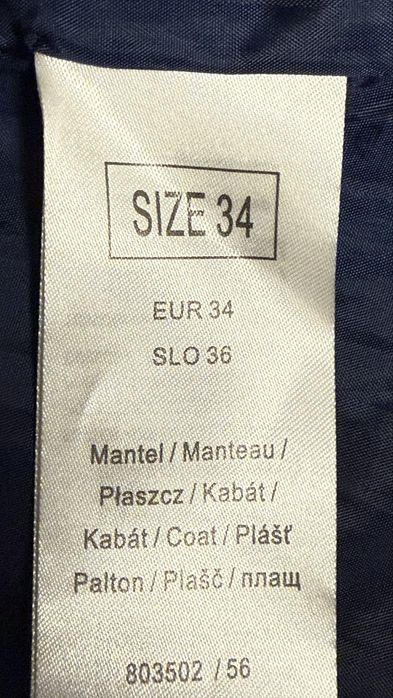 SIZE 34
EUR 34
SLO 36
Mantel / Manteau /
Płaszcz / Kabát /
Kabát / Coat / Plášť
Palton / Plašč / плащ
803502 / 56